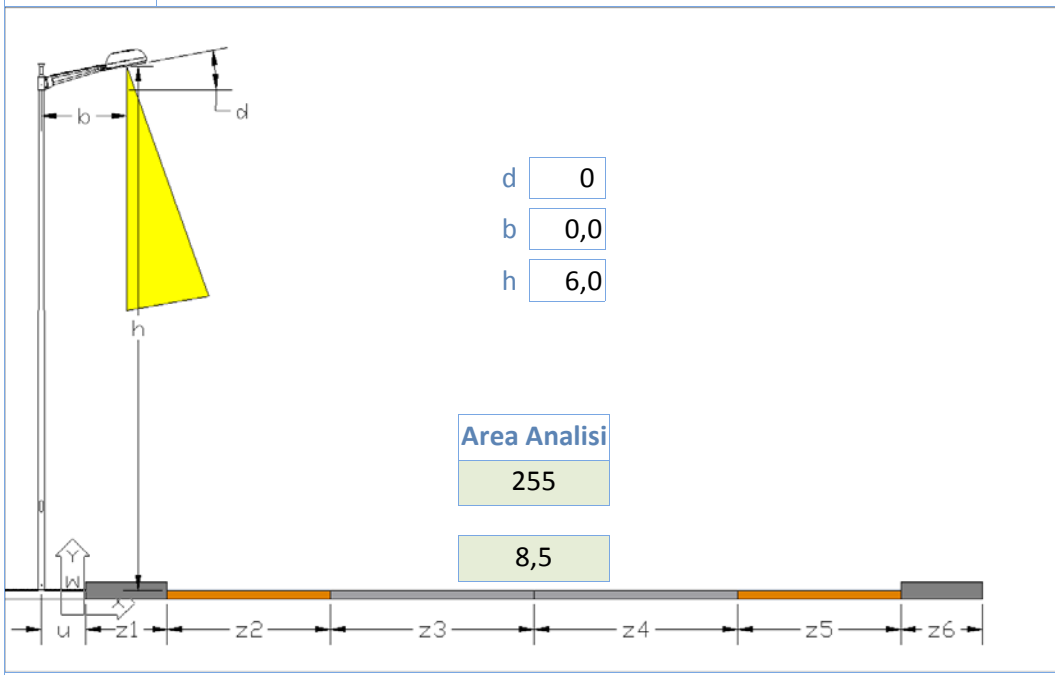 d
b
d 0
b 0,0
h 6,0
h
Area Analisi
255
8,5
Y
W
X
u z1 z2 z3 z4 z5 z6